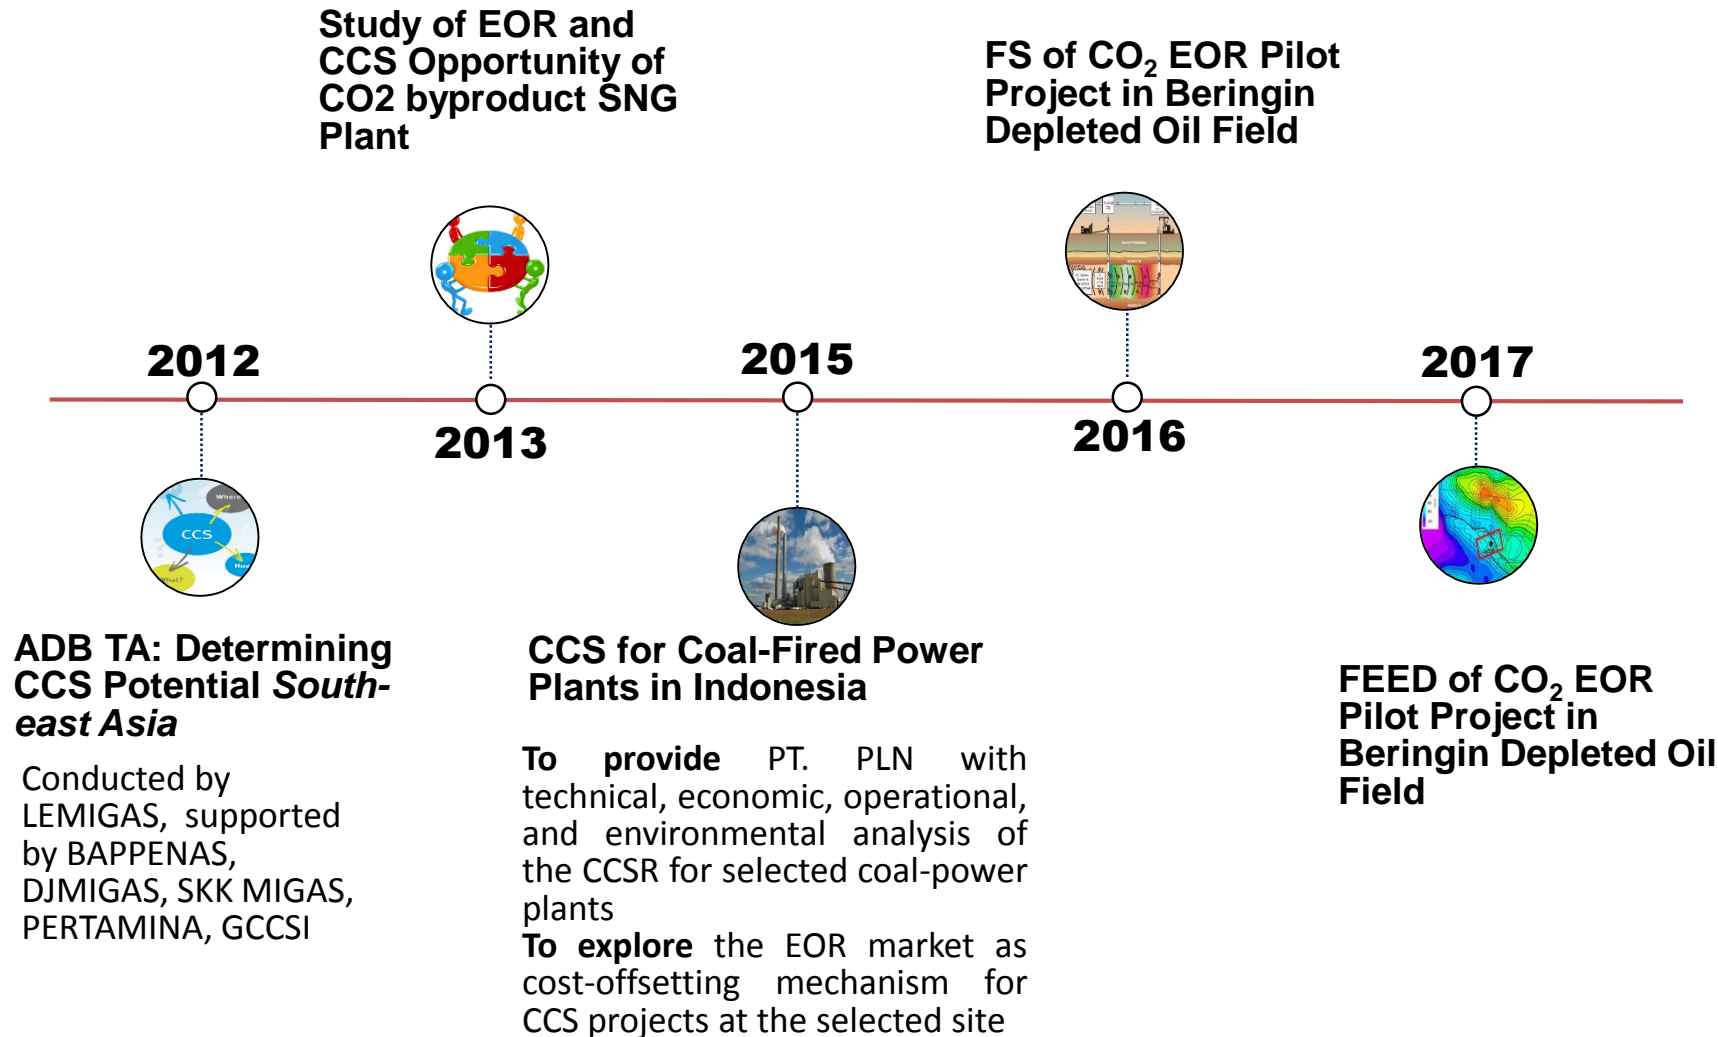 Study of EOR and
CCS Opportunity of
CO2 byproduct SNG
Plant
FS of CO₂ EOR Pilot
Project in Beringin
Depleted Oil Field
2012
2013
2015
2016
2017
CCS
Where
What?
How
ADB TA: Determining
CCS Potential South-
east Asia
Conducted by
LEMIGAS, supported
by BAPPENAS,
DJMIGAS, SKK MIGAS,
PERTAMINA, GCCSI
CCS for Coal-Fired Power
Plants in Indonesia
To provide PT. PLN with
technical, economic, operational,
and environmental analysis of
the CCSR for selected coal-power
plants
To explore the EOR market as
cost-offsetting mechanism for
CCS projects at the selected site
FEED of CO₂ EOR
Pilot Project in
Beringin Depleted Oil
Field